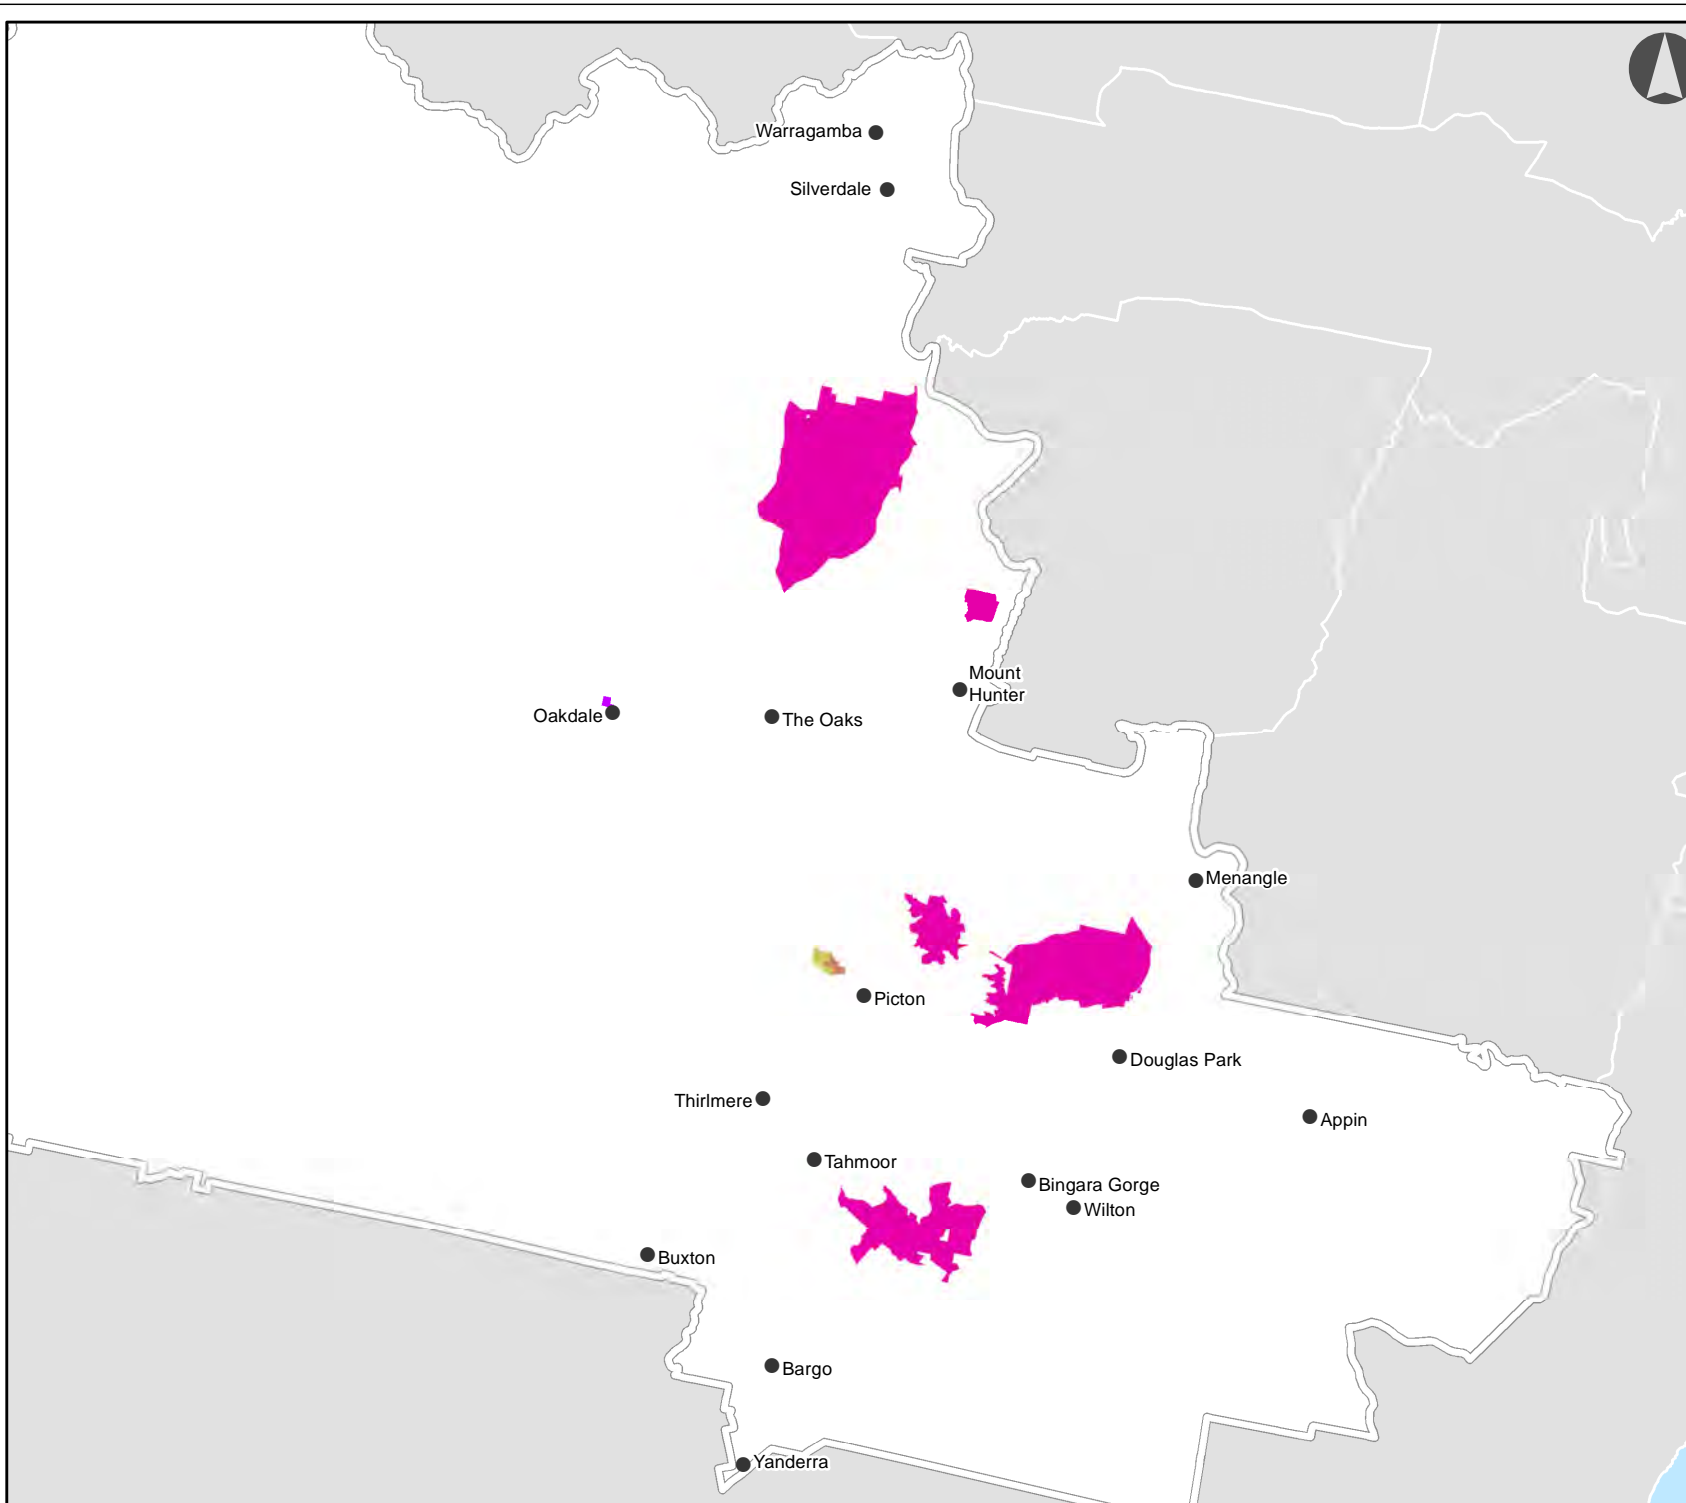 Warragamba
Silverdale
Mount
Hunter
Oakdale
The Oaks
Menangle
Picton
Douglas Park
Thirlmere
Appin
Tahmoor
Bingara Gorge
Wilton
Buxton
Bargo
Yanderra